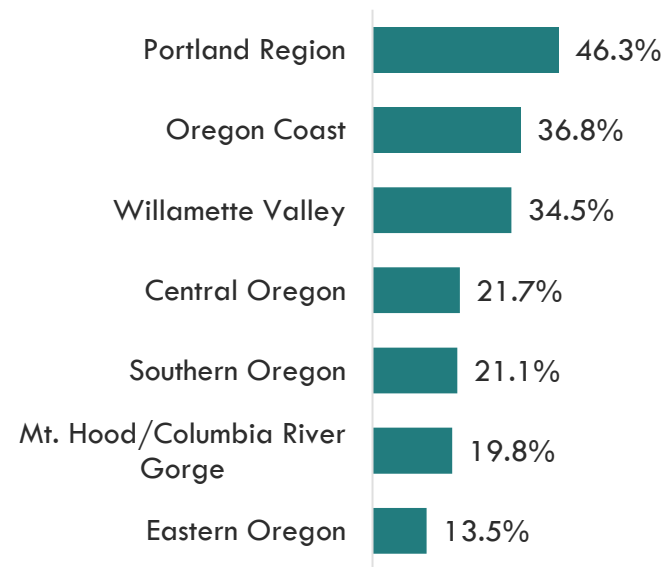 Portland Region 46.3%
Oregon Coast 36.8%
Willamette Valley 34.5%
Central Oregon 21.7%
Southern Oregon 21.1%
Mt. Hood/Columbia River
Gorge 19.8%
Eastern Oregon 13.5%